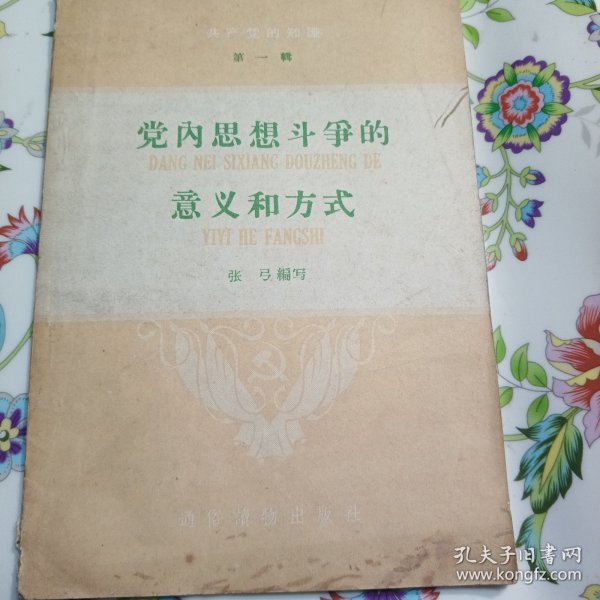 共产党的知識
第一輯
党內思想斗爭的
DANG NEI SIXIANG DOUZHENG DE
意义和方式
YIYI HE FANGSHI
张 弓編写
通俗讀物出版社
孔夫子旧書网
www.kongfz.com